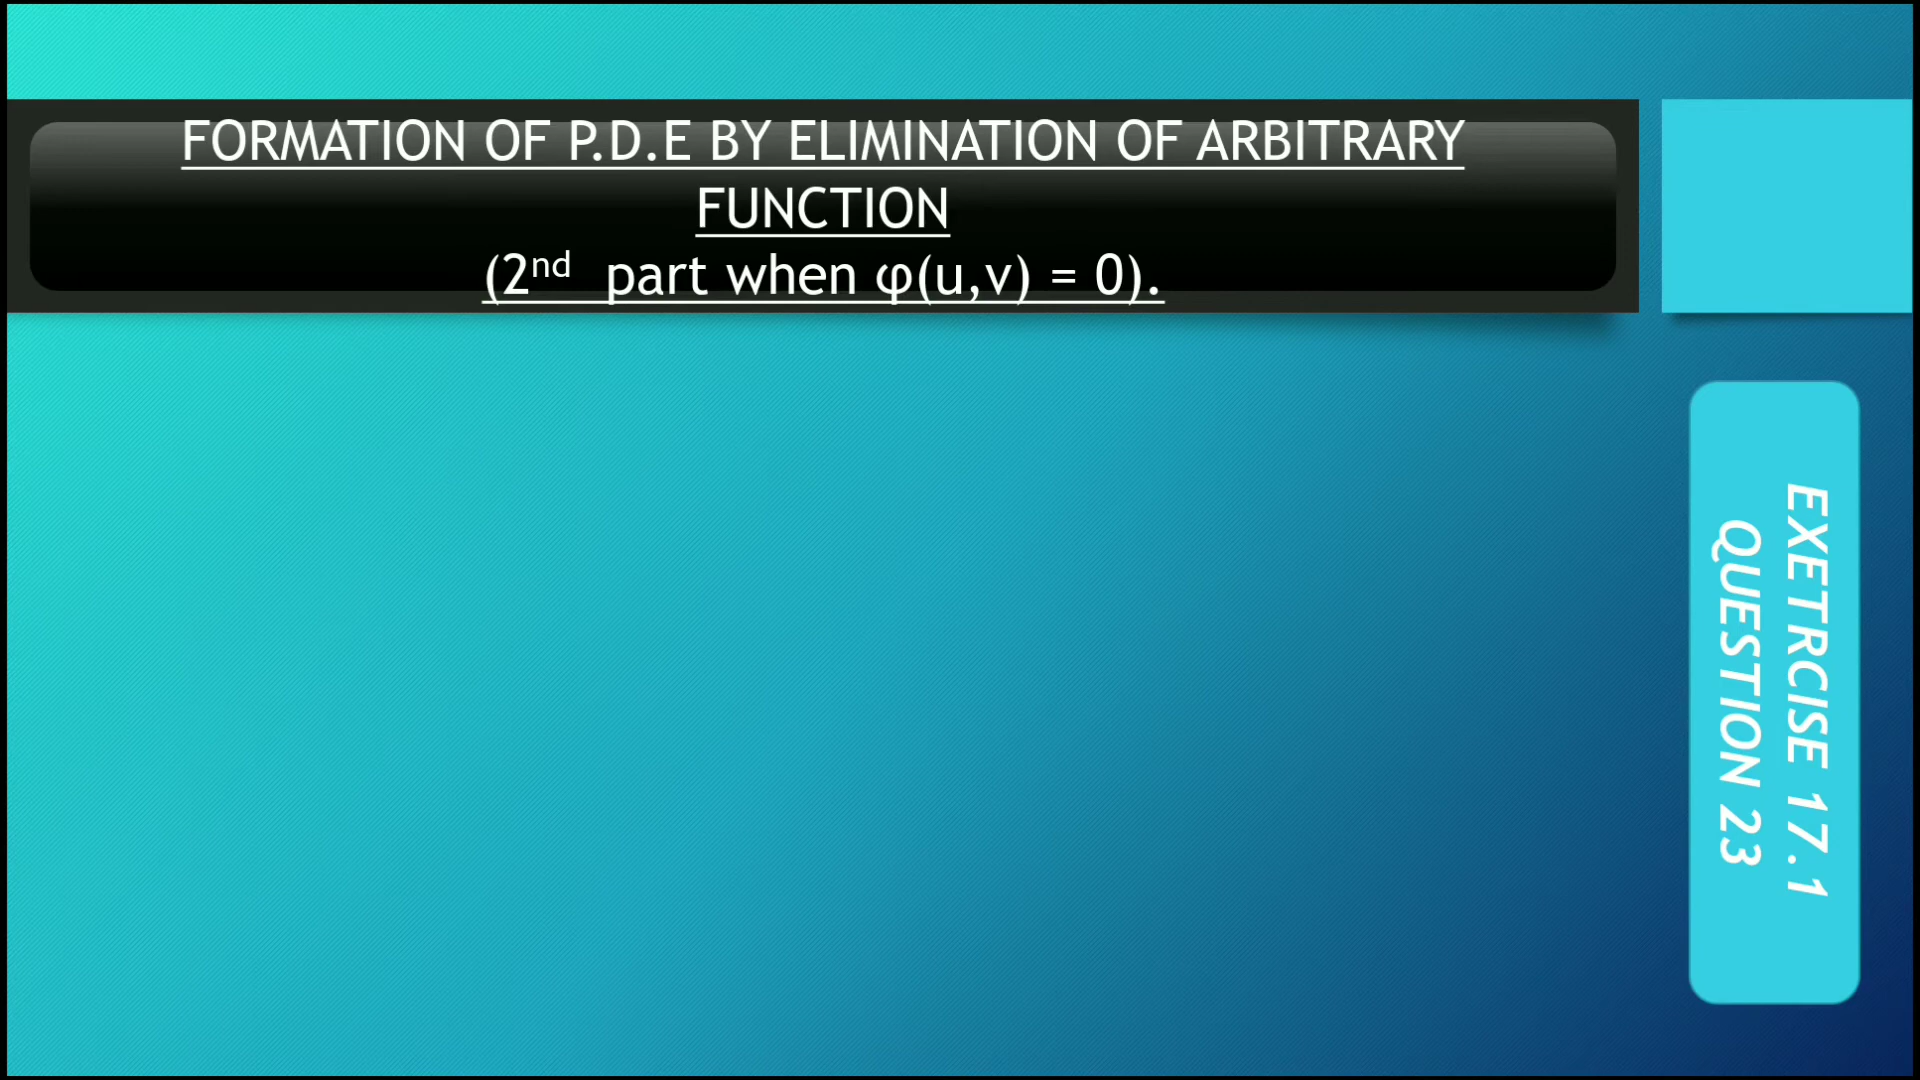 FORMATION OF P.D.E BY ELIMINATION OF ARBITRARY
FUNCTION
(2nd part when φ(u,v) = 0).
EXETRCISE 17.1
QUESTION 23